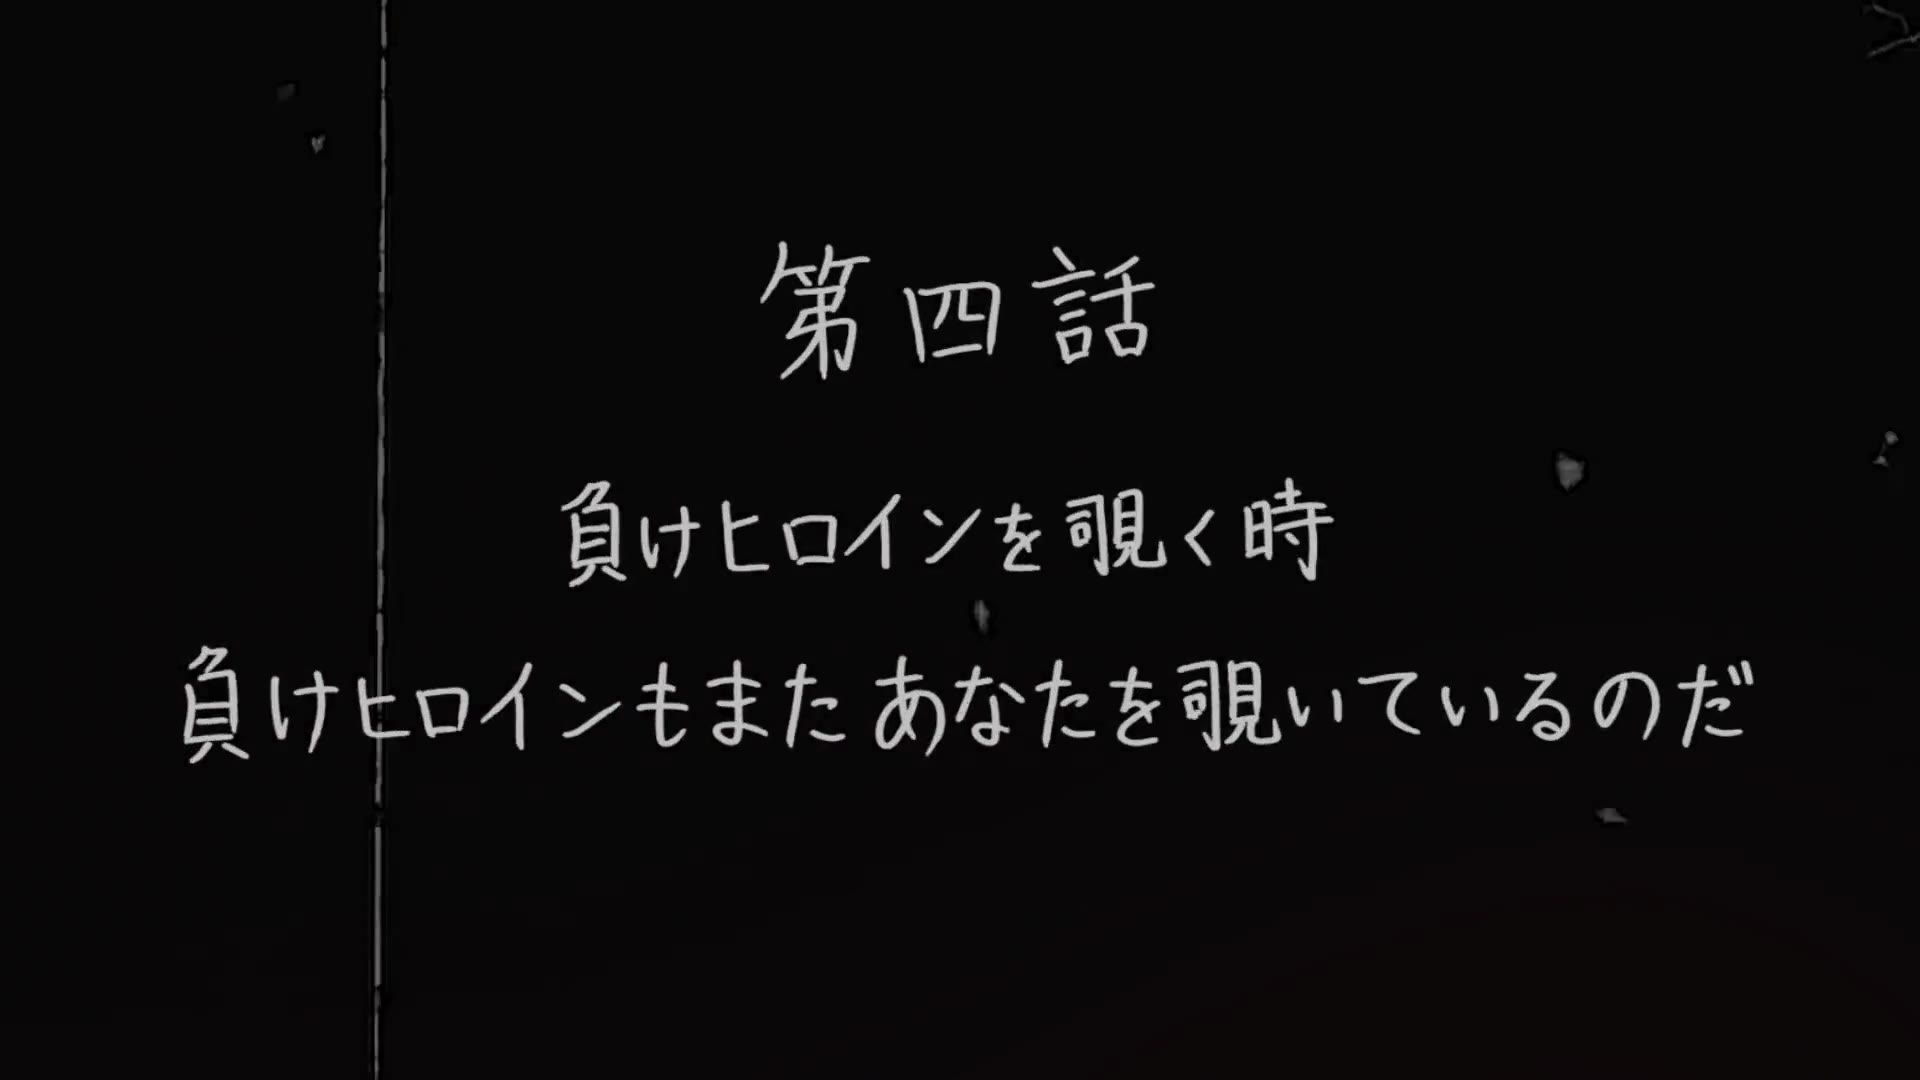 第四話
負けヒロインを覗く時
負けヒロインもまた あなたを覗いているのだ